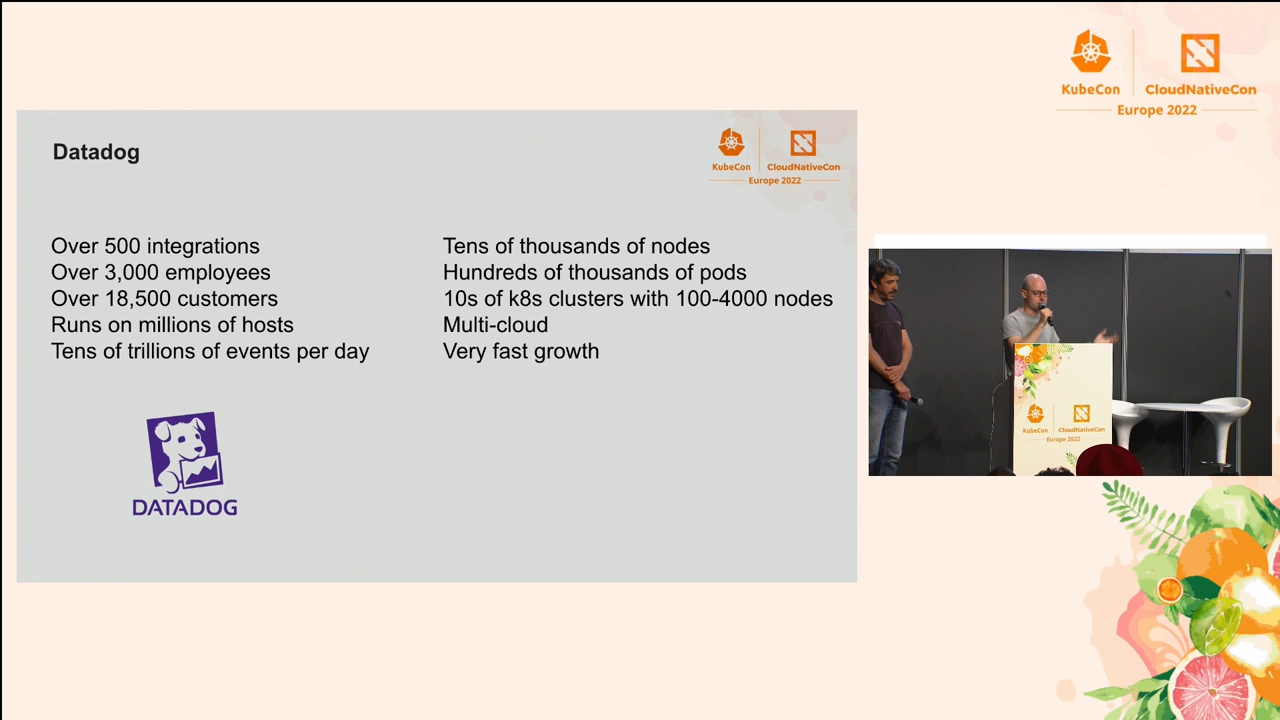 KubeCon
CloudNativeCon
Europe 2022
Datadog
KubeCon
CloudNativeCon
Europe 2022
Over 500 integrations
Over 3,000 employees
Over 18,500 customers
Runs on millions of hosts
Tens of trillions of events per day
Tens of thousands of nodes
Hundreds of thousands of pods
10s of k8s clusters with 100-4000 nodes
Multi-cloud
Very fast growth
DATADOG
KubeCon
CloudNativeCon
Europe 2022